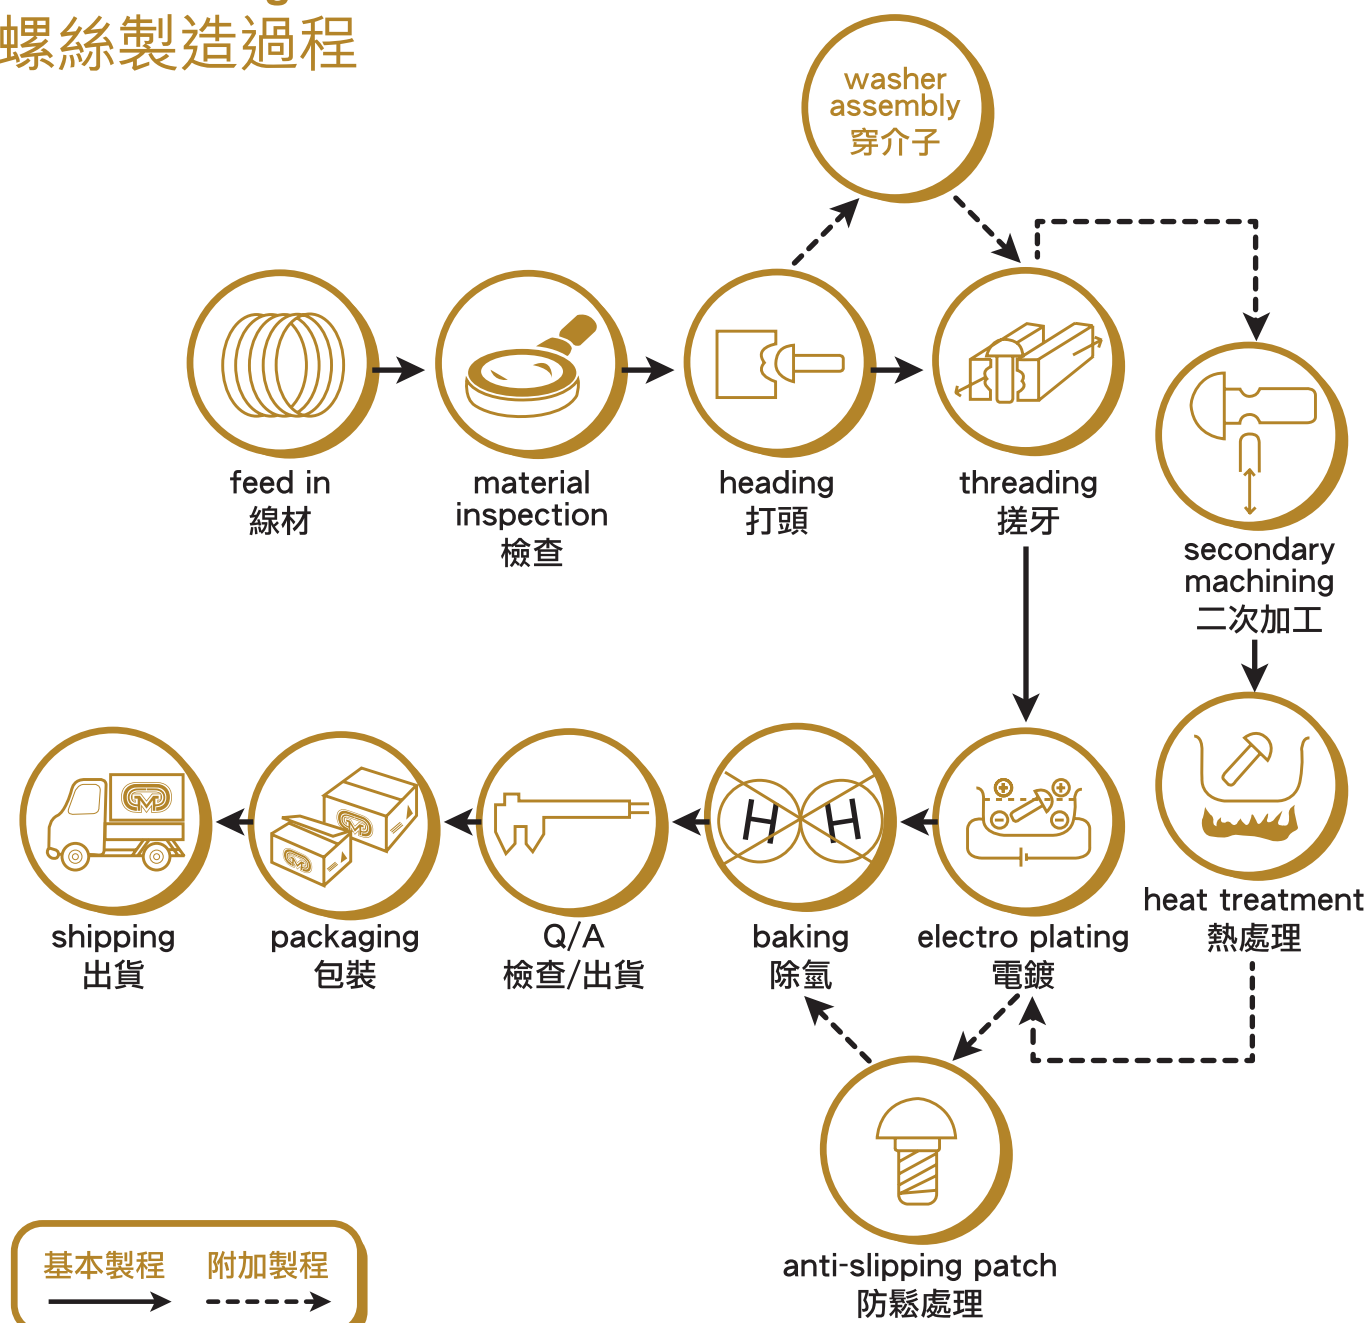 螺絲製造過程
washer
assembly
穿介子
feed in
線材
material
inspection
檢查
heading
打頭
threading
搓牙
secondary
machining
二次加工
heat treatment
熱處理
electro plating
電鍍
H H
baking
除氫
Q/A
檢查/出貨
packaging
包裝
shipping
出貨
anti-slipping patch
防鬆處理
基本製程 附加製程